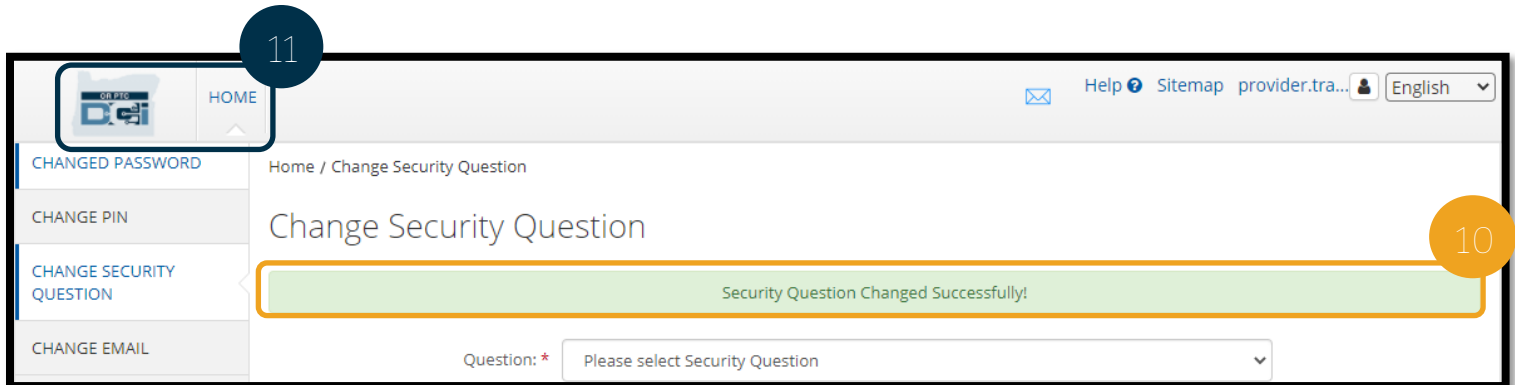 11
OR PTC
DCI
HOME
Help ? Sitemap provider.tra... English
CHANGED PASSWORD
Home / Change Security Question
CHANGE PIN
Change Security Question
10
CHANGE SECURITY
QUESTION
Security Question Changed Successfully!
CHANGE EMAIL
Question: * Please select Security Question